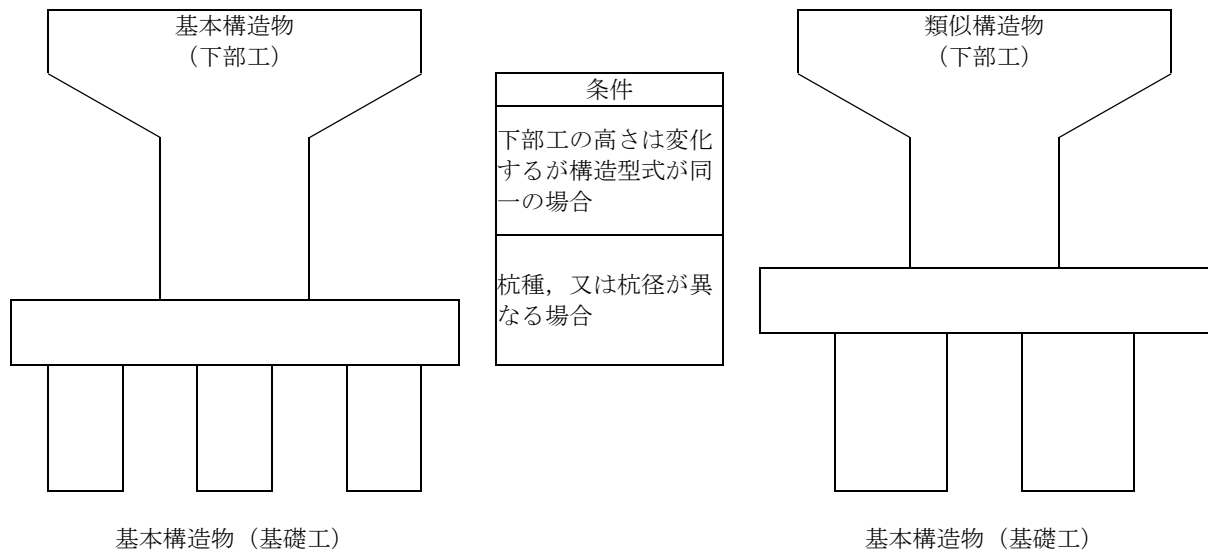 基本構造物
(下部工)
条件
下部工の高さは変化
するが構造型式が同
一の場合
杭種，又は杭径が異
なる場合
類似構造物
(下部工)
基本構造物（基礎工）
基本構造物（基礎工）